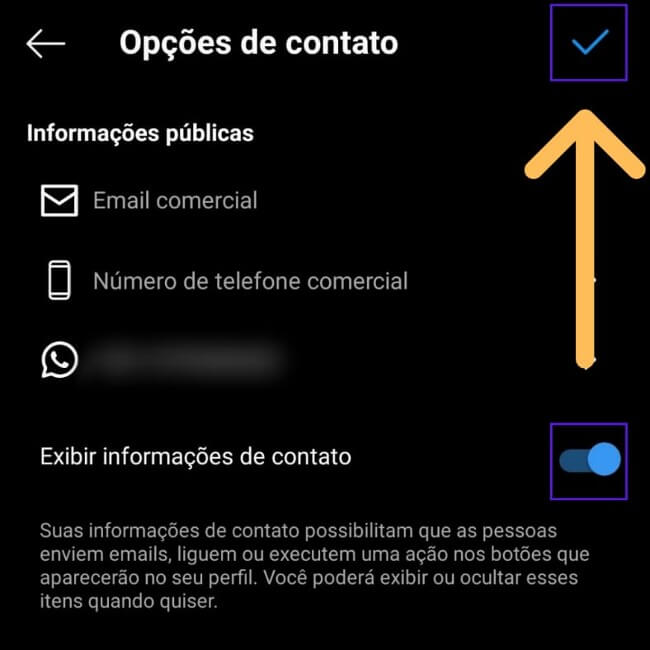 Opções de contato
Informações públicas
Email comercial
Número de telefone comercial
Exibir informações de contato
Suas informações de contato possibilitam que as pessoas
enviem emails, liguem ou executem uma ação nos botões que
aparecerão no seu perfil. Você poderá exibir ou ocultar esses
itens quando quiser.